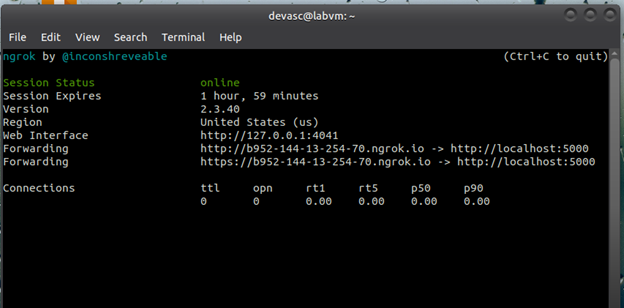 devasc@labvm: ~
File Edit View Search Terminal Help
ngrok by @inconshreveable (Ctrl+C to quit)
Session Status online
Session Expires 1 hour, 59 minutes
Version 2.3.40
Region United States (us)
Web Interface http://127.0.0.1:4041
Forwarding http://b952-144-13-254-70.ngrok.io -> http://localhost:5000
Forwarding https://b952-144-13-254-70.ngrok.io -> http://localhost:5000
Connections ttl opn rt1 rt5 p50 p90
0 0 0.00 0.00 0.00 0.00